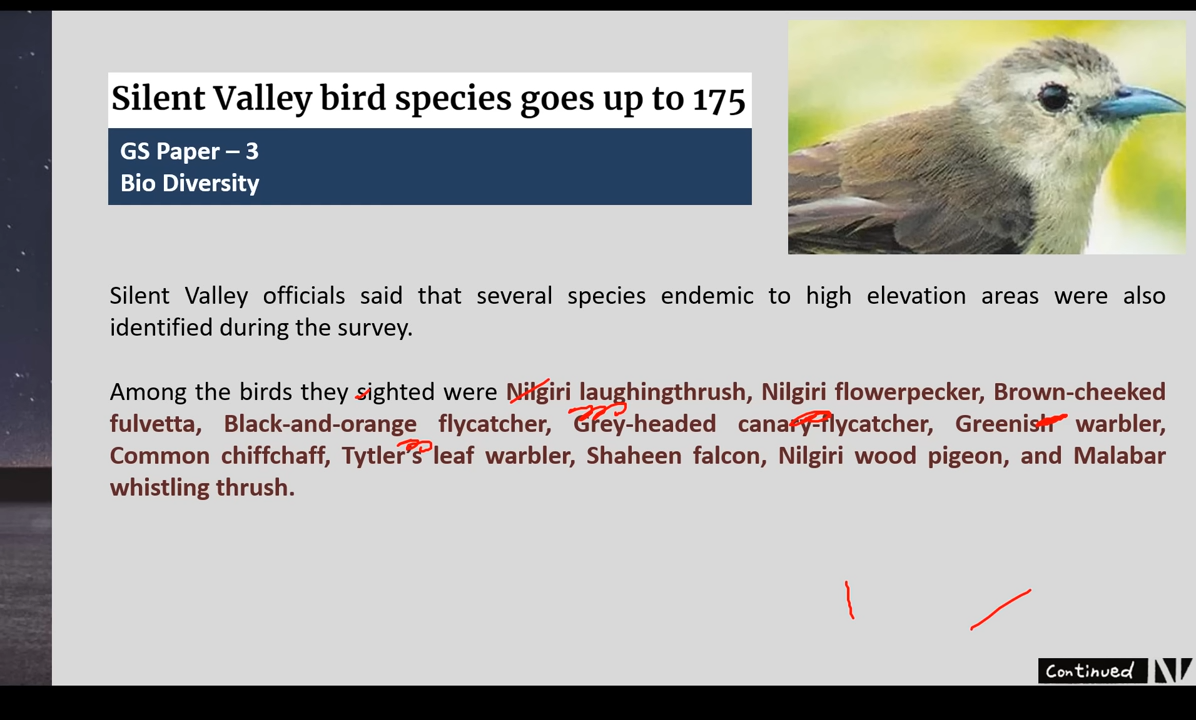 Silent Valley bird species goes up to 175
GS Paper – 3
Bio Diversity
Silent Valley officials said that several species endemic to high elevation areas were also
identified during the survey.
Among the birds they sighted were Nilgiri laughingthrush, Nilgiri flowerpecker, Brown-cheeked
fulvetta, Black-and-orange flycatcher, Grey-headed canary-flycatcher, Greenish warbler,
Common chiffchaff, Tytler's leaf warbler, Shaheen falcon, Nilgiri wood pigeon, and Malabar
whistling thrush.
Continued